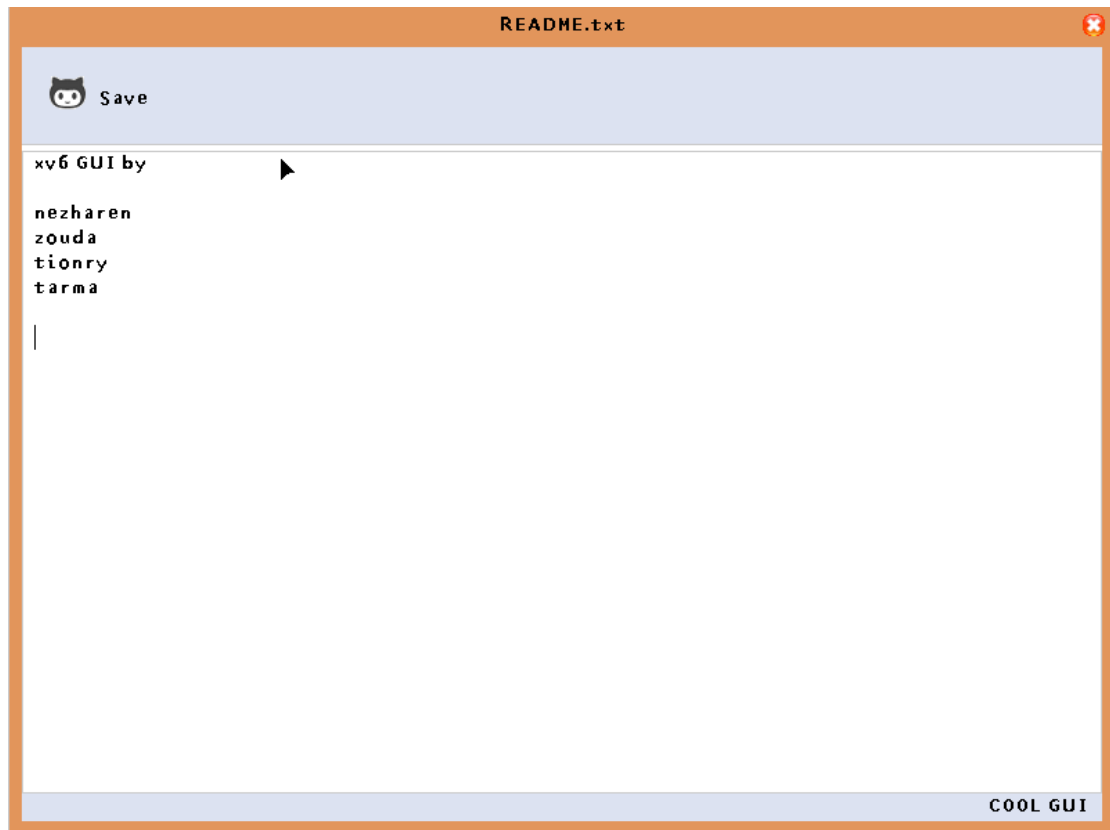 README.txt
Save
xv6 GUI by
nezharen
zouda
tionry
tarma
COOL GUI